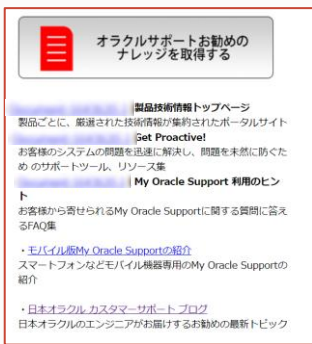 オラクルサポートお勧めの
ナレッジを取得する
製品技術情報トップページ
製品ごとに、厳選された技術情報が集約されたポータルサイト
Get Proactive!
お客様のシステムの問題を迅速に解決し、問題を未然に防ぐた
め のサポートツール、リソース集
My Oracle Support 利用のヒン
ト
お客様から寄せられるMy Oracle Supportに関する質問に答え
るFAQ集
・モバイル版My Oracle Supportの紹介
スマートフォンなどモバイル機器専用のMy Oracle Supportの
紹介
・日本オラクル カスタマーサポート ブログ
日本オラクルのエンジニアがお届けするお勧めの最新トピック